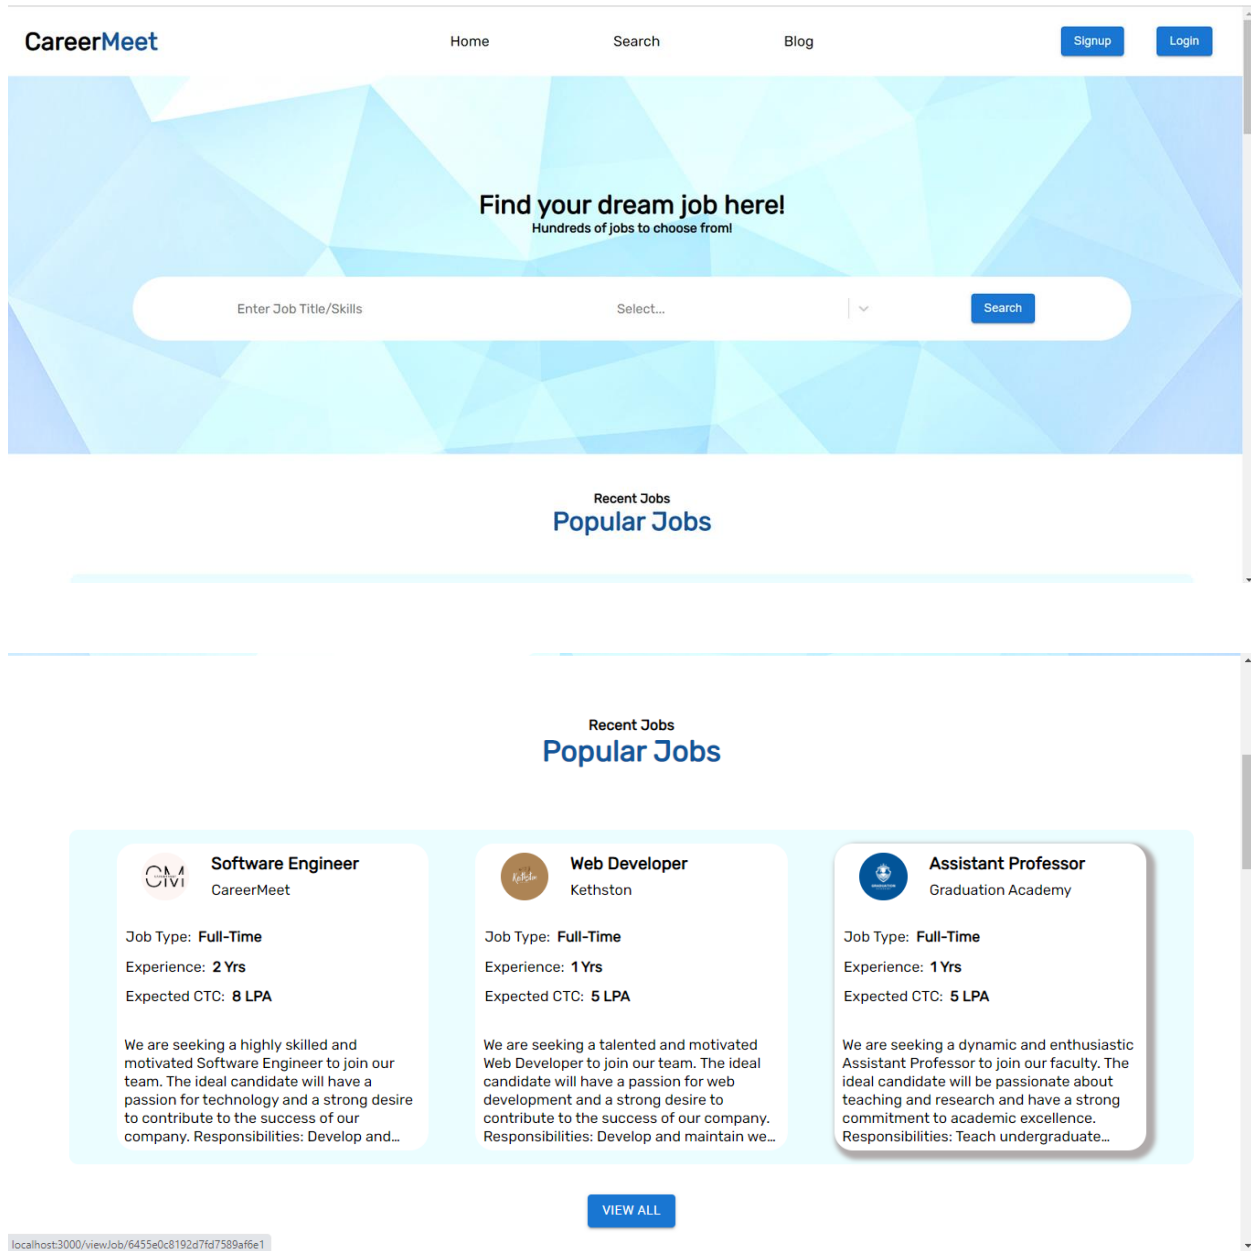 CareerMeet Home Search Blog Signup Login
Find your dream job here!
Hundreds of jobs to choose from!
Enter Job Title/Skills Select... Search
Recent Jobs
Popular Jobs
Recent Jobs
Popular Jobs
CM
Software Engineer
CareerMeet
Job Type: Full-Time
Experience: 2 Yrs
Expected CTC: 8 LPA
We are seeking a highly skilled and
motivated Software Engineer to join our
team. The ideal candidate will have a
passion for technology and a strong desire
to contribute to the success of our
company. Responsibilities: Develop and...
Kethston
Web Developer
Kethston
Job Type: Full-Time
Experience: 1 Yrs
Expected CTC: 5 LPA
We are seeking a talented and motivated
Web Developer to join our team. The ideal
candidate will have a passion for web
development and a strong desire to
contribute to the success of our company.
Responsibilities: Develop and maintain we...
GRADUATION
Assistant Professor
Graduation Academy
Job Type: Full-Time
Experience: 1 Yrs
Expected CTC: 5 LPA
We are seeking a dynamic and enthusiastic
Assistant Professor to join our faculty. The
ideal candidate will be passionate about
teaching and research and have a strong
commitment to academic excellence.
Responsibilities: Teach undergraduate...
VIEW ALL
localhost:3000/viewJob/6455e0c8192d7fd7589af6e1